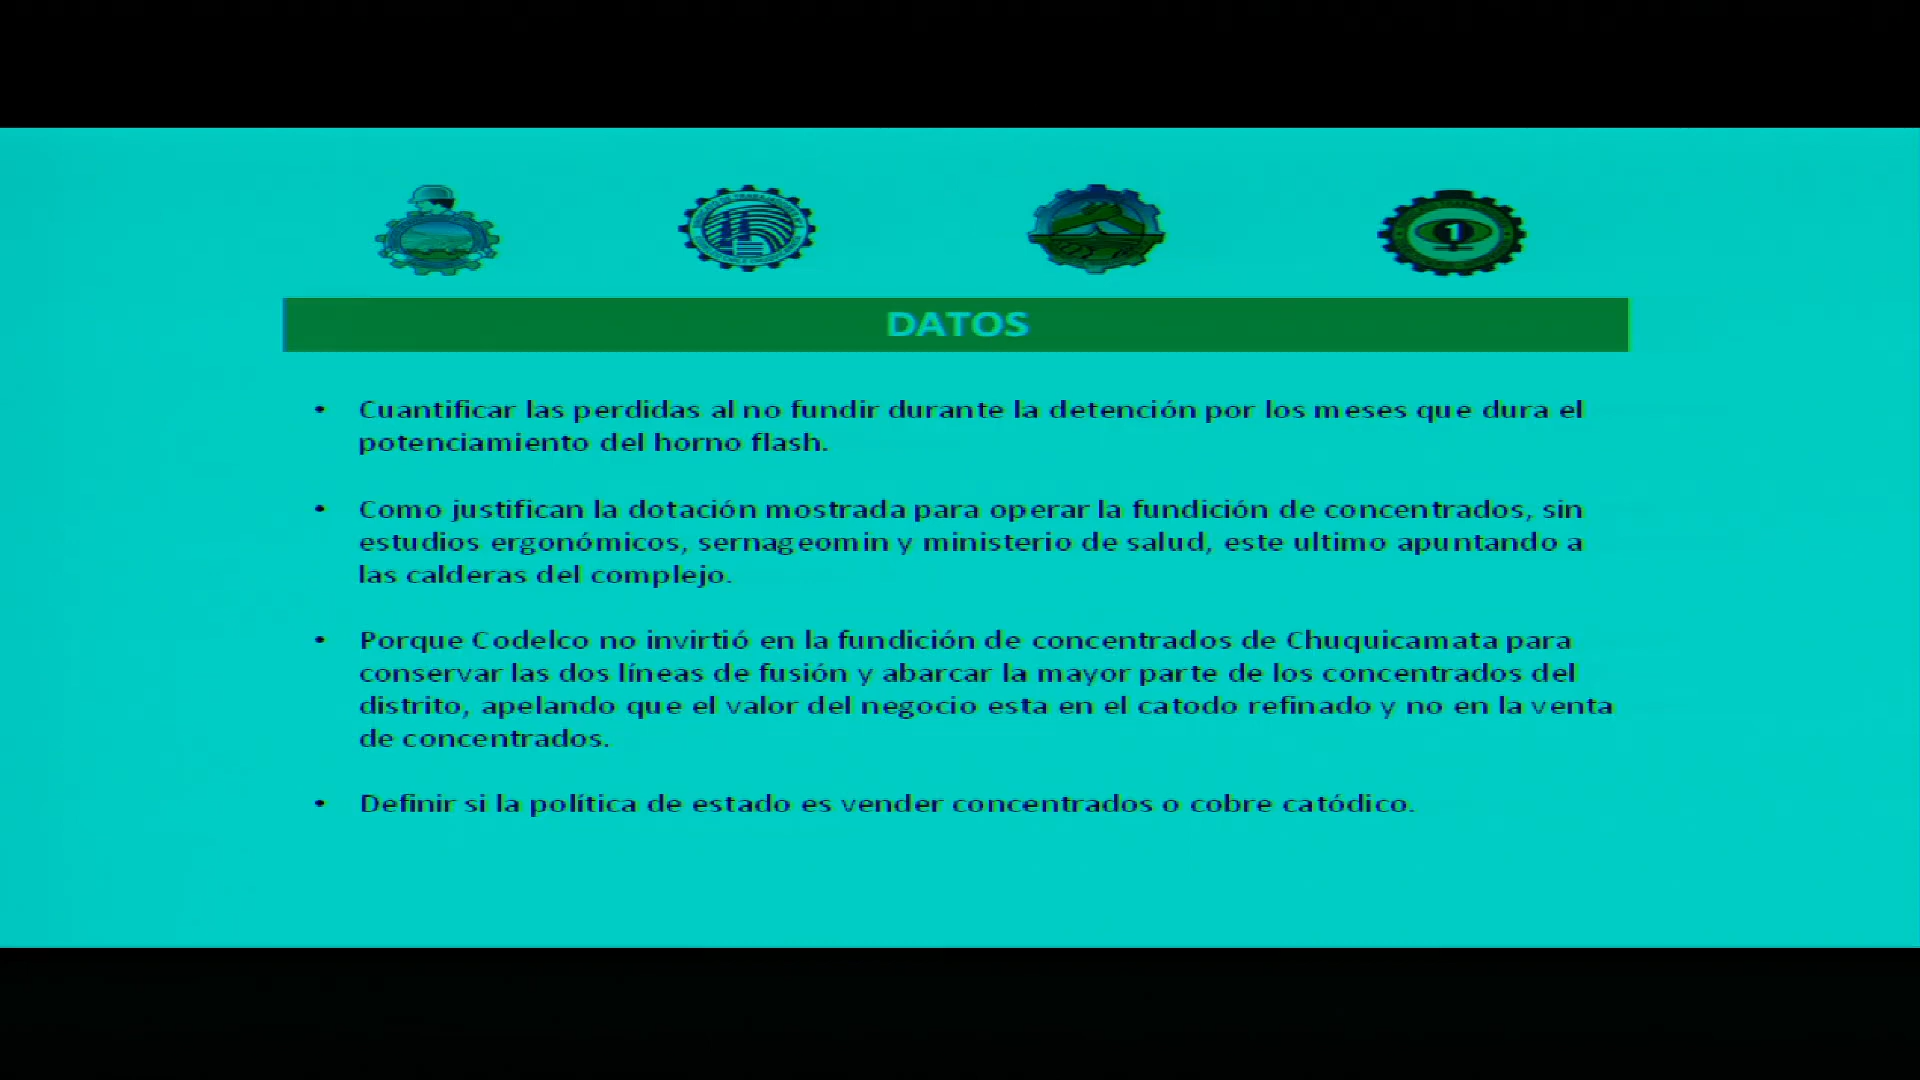 1
DATOS
• Cuantificar las perdidas al no fundir durante la detención por los meses que dura el
potenciamiento del horno flash.
• Como justifican la dotación mostrada para operar la fundición de concentrados, sin
estudios ergonómicos, sernageomin y ministerio de salud, este ultimo apuntando a
las calderas del complejo.
• Porque Codelco no invirtió en la fundición de concentrados de Chuquicamata para
conservar las dos líneas de fusión y abarcar la mayor parte de los concentrados del
distrito, apelando que el valor del negocio esta en el catodo refinado y no en la venta
de concentrados.
• Definir si la política de estado es vender concentrados o cobre catódico.